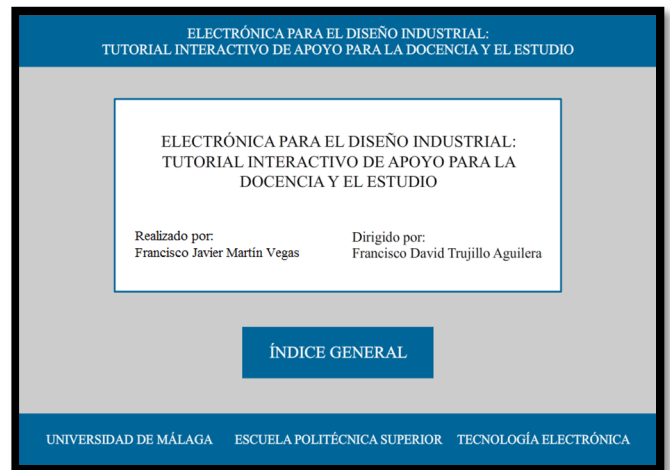 ELECTRÓNICA PARA EL DISEÑO INDUSTRIAL:
TUTORIAL INTERACTIVO DE APOYO PARA LA DOCENCIA Y EL ESTUDIO
ELECTRÓNICA PARA EL DISEÑO INDUSTRIAL:
TUTORIAL INTERACTIVO DE APOYO PARA LA
DOCENCIA Y EL ESTUDIO
Realizado por:
Francisco Javier Martín Vegas
Dirigido por:
Francisco David Trujillo Aguilera
ÍNDICE GENERAL
UNIVERSIDAD DE MÁLAGA ESCUELA POLITÉCNICA SUPERIOR TECNOLOGÍA ELECTRÓNICA